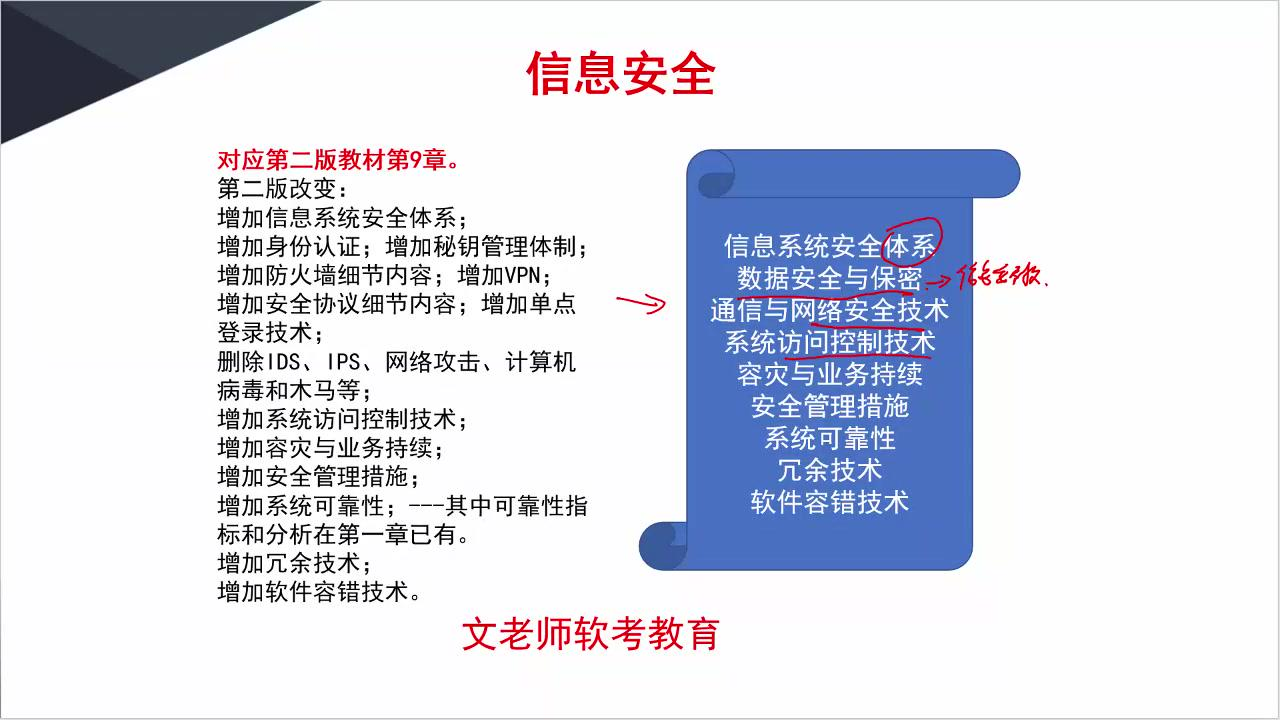 信息安全
对应第二版教材第9章。
第二版改变：
增加信息系统安全体系；
增加身份认证；增加秘钥管理体制；
增加防火墙细节内容；增加VPN；
增加安全协议细节内容；增加单点
登录技术；
删除IDS、IPS、网络攻击、计算机
病毒和木马等；
增加系统访问控制技术；
增加容灾与业务持续；
增加安全管理措施；
增加系统可靠性；---其中可靠性指
标和分析在第一章已有。
增加冗余技术；
增加软件容错技术。
信息系统安全体系
数据安全与保密
通信与网络安全技术
系统访问控制技术
容灾与业务持续
安全管理措施
系统可靠性
冗余技术
软件容错技术
文老师软考教育